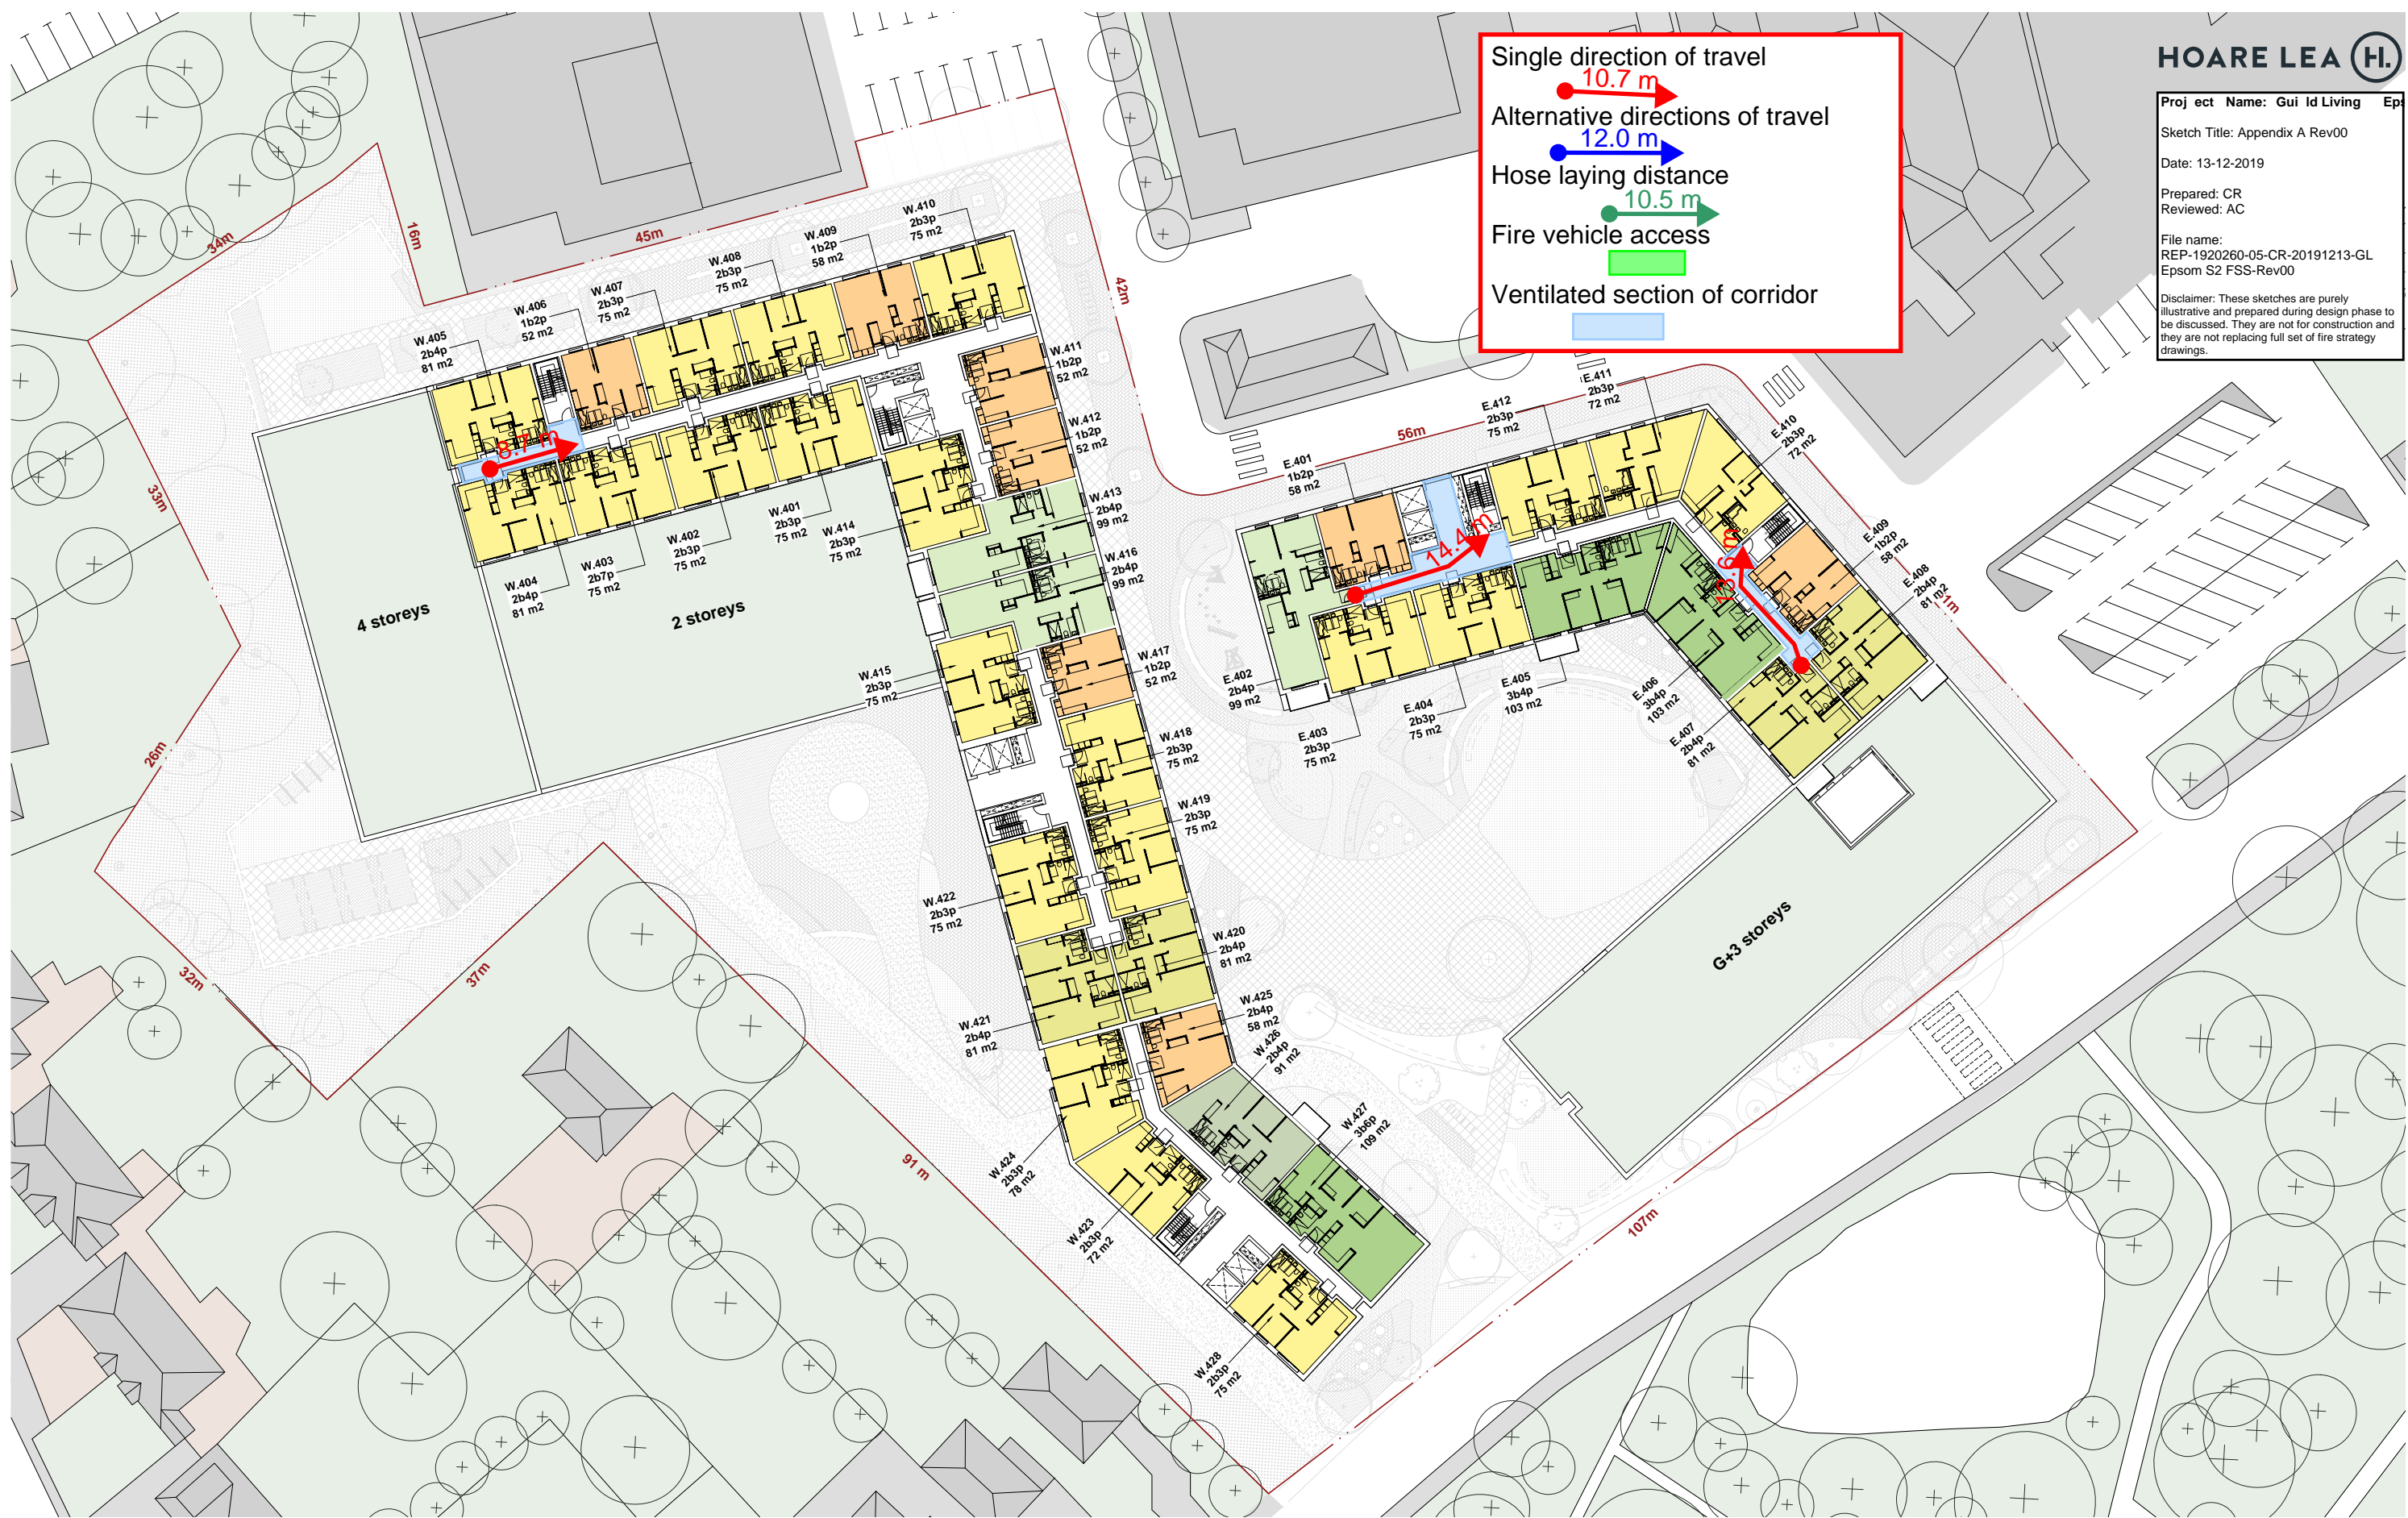 Single direction of travel
10.7 m
Alternative directions of travel
12.0 m
Hose laying distance
10.5 m
Fire vehicle access
Ventilated section of corridor
HOARE LEA H.
Proj ect Name: Gui ld Living Eps
Sketch Title: Appendix A Rev00
Date: 13-12-2019
Prepared: CR
Reviewed: AC
File name:
REP-1920260-05-CR-20191213-GL
Epsom S2 FSS-Rev00
Disclaimer: These sketches are purely
illustrative and prepared during design phase to
be discussed. They are not for construction and
they are not replacing full set of fire strategy
drawings.
34m
16m
45m
42m
33m
26m
32m
37m
91 m
107m
56m
1m
W.405
2b4p
81 m2
W.406
1b2p
52 m2
W.407
2b3p
75 m2
W.408
2b3p
75 m2
W.409
1b2p
58 m2
W.410
2b3p
75 m2
W.411
1b2p
52 m2
W.412
1b2p
52 m2
W.413
2b4p
99 m2
W.416
2b4p
99 m2
W.417
1b2p
52 m2
W.418
2b3p
75 m2
W.419
2b3p
75 m2
W.420
2b4p
81 m2
W.425
2b4p
58 m2
W.426
2b4p
91 m2
W.427
3b6p
109 m2
W.404
2b4p
81 m2
W.403
2b7p
75 m2
W.402
2b3p
75 m2
W.401
2b3p
75 m2
W.414
2b3p
75 m2
W.415
2b3p
75 m2
W.422
2b3p
75 m2
W.421
2b4p
81 m2
W.424
2b3p
78 m2
W.423
2b3p
72 m2
W.428
2b3p
75 m2
8.7 m
4 storeys
2 storeys
E.401
1b2p
58 m2
E.412
2b3p
75 m2
E.411
2b3p
72 m2
E.410
2b3p
72 m2
E.409
1b2p
58 m2
E.408
2b4p
81 m2
E.402
2b4p
99 m2
E.403
2b3p
75 m2
E.404
2b3p
75 m2
E.405
3b4p
103 m2
E.406
3b4p
103 m2
E.407
2b4p
81 m2
14.4 m
13.6 m
G+3 storeys